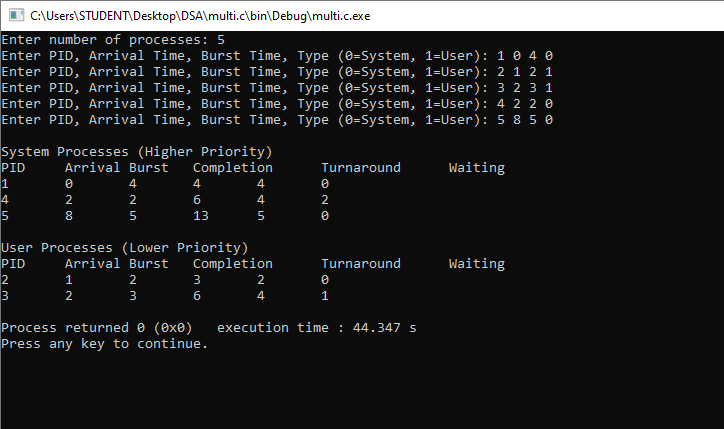 C:\Users\STUDENT\Desktop\DSA\multi.c\bin\Debug\multi.c.exe
Enter number of processes: 5
Enter PID, Arrival Time, Burst Time, Type (0=System, 1=User): 1 0 4 0
Enter PID, Arrival Time, Burst Time, Type (0=System, 1=User): 2 1 2 1
Enter PID, Arrival Time, Burst Time, Type (0=System, 1=User): 3 2 3 1
Enter PID, Arrival Time, Burst Time, Type (0=System, 1=User): 4 2 2 0
Enter PID, Arrival Time, Burst Time, Type (0=System, 1=User): 5 8 5 0
System Processes (Higher Priority)
PID     Arrival Burst   Completion      Turnaround      Waiting
1       0       4       4       4       0
4       2       2       6       4       2
5       8       5       13      5       0
User Processes (Lower Priority)
PID     Arrival Burst   Completion      Turnaround      Waiting
2       1       2       3       2       0
3       2       3       6       4       1
Process returned 0 (0x0)   execution time : 44.347 s
Press any key to continue.